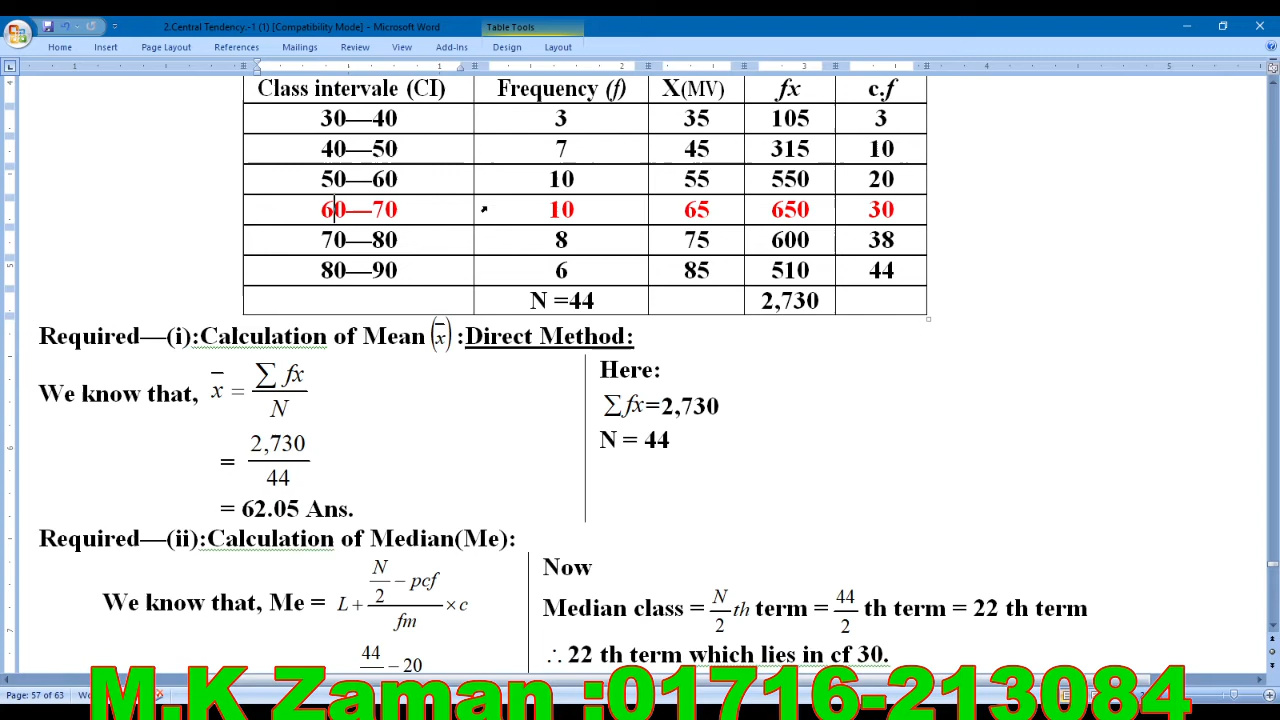 2.Central Tendency.-1 (1) [Compatibility Mode] - Microsoft Word Table Tools
Home Insert Page Layout References Mailings Review View Add-Ins Design Layout
Class intervale (CI) Frequency (f) X(MV) fx c.f
30—40 3 35 105 3
40—50 7 45 315 10
50—60 10 55 550 20
60—70 10 65 650 30
70—80 8 75 600 38
80—90 6 85 510 44
N =44 2,730
Required—(i):Calculation of Mean (x̄) :Direct Method:
We know that, x̄ = ∑ fx / N
= 2,730 / 44
= 62.05 Ans.
Here:
∑ fx=2,730
N = 44
Required—(ii):Calculation of Median(Me):
We know that, Me = L + (N/2 − pcf) / fm × c
44/2 − 20
Now
Median class = N/2 th term = 44/2 th term = 22 th term
∴ 22 th term which lies in cf 30.
Page: 57 of 63
M.K Zaman :01716-213084